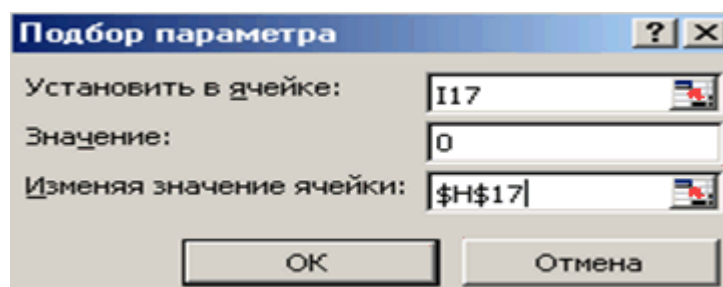 Подбор параметра ? ×
Установить в ячейке: I17
Значение: 0
Изменяя значение ячейки: $H$17
ОК Отмена